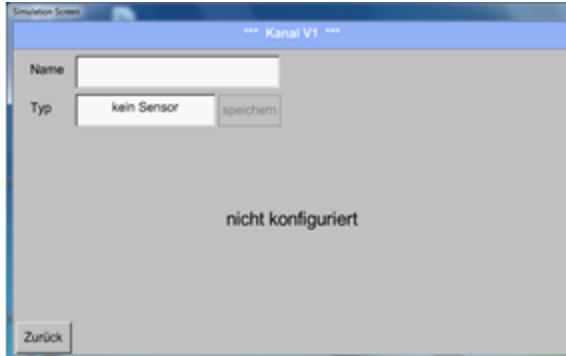 Simulation Screen
*** Kanal V1 ***
Name
Typ kein Sensor speichern
nicht konfiguriert
Zurück